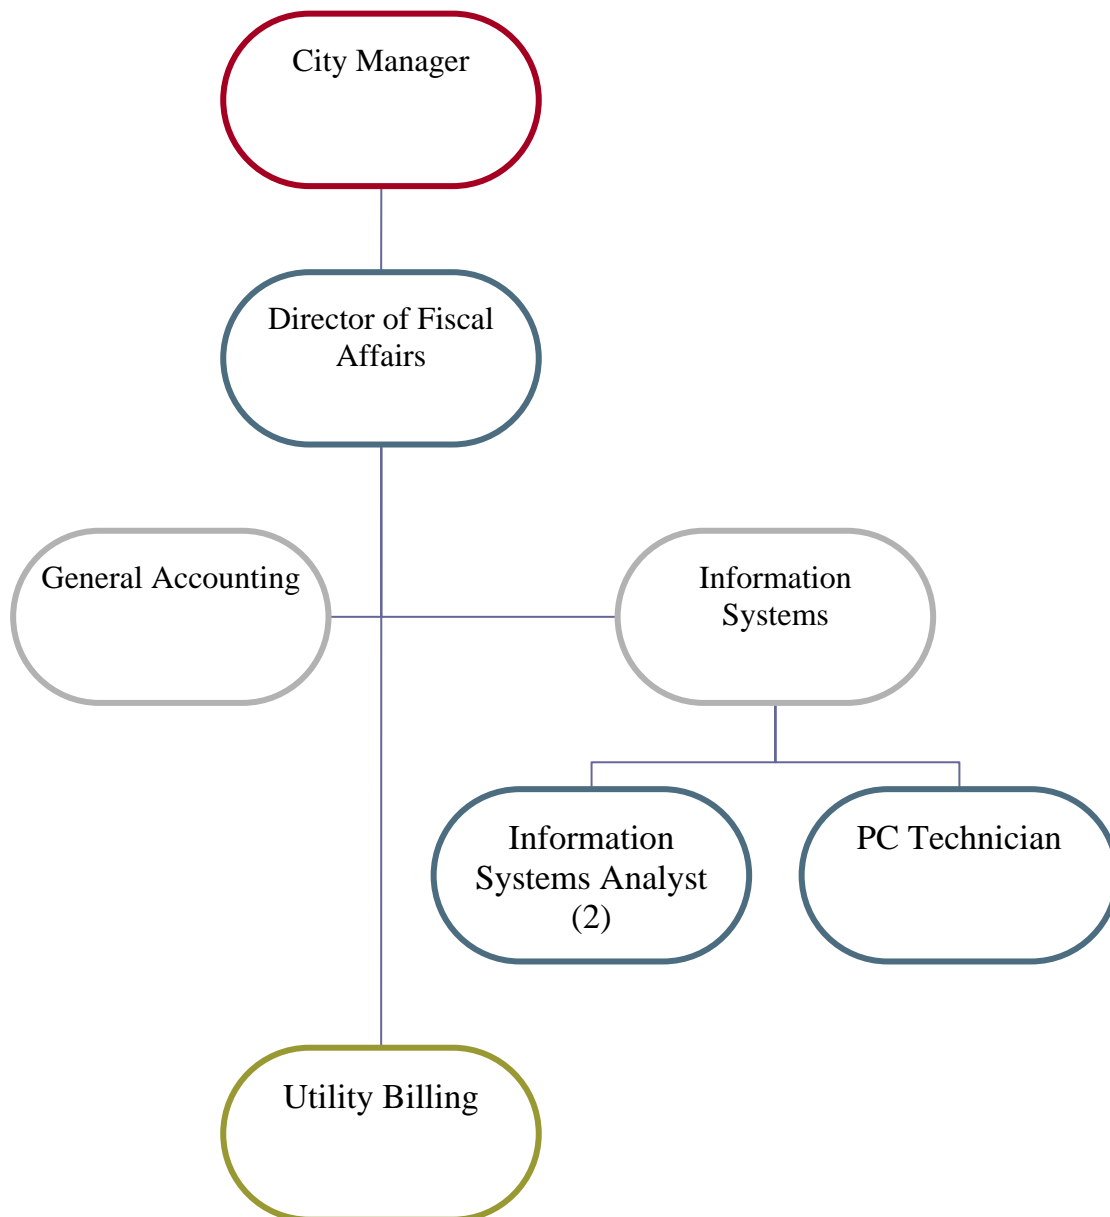 City Manager
Director of Fiscal
Affairs
General Accounting
Information
Systems
Information
Systems Analyst
(2)
PC Technician
Utility Billing